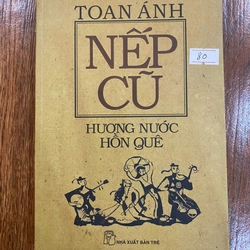 TOAN ÁNH
NẾP
CŨ
80
HƯƠNG NƯỚC
HỒN QUÊ
NHÀ XUẤT BẢN TRẺ